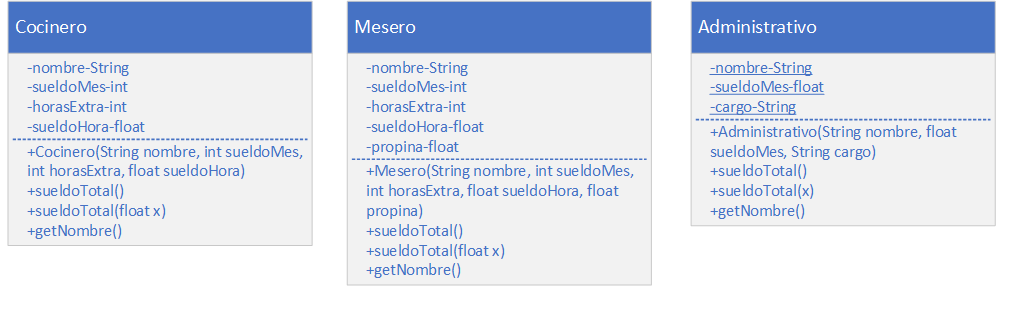 Cocinero
-nombre-String
-sueldoMes-int
-horasExtra-int
-sueldoHora-float
+Cocinero(String nombre, int sueldoMes,
int horasExtra, float sueldoHora)
+sueldoTotal()
+sueldoTotal(float x)
+getNombre()
Mesero
-nombre-String
-sueldoMes-int
-horasExtra-int
-sueldoHora-float
-propina-float
+Mesero(String nombre, int sueldoMes,
int horasExtra, float sueldoHora, float
propina)
+sueldoTotal()
+sueldoTotal(float x)
+getNombre()
Administrativo
-nombre-String
-sueldoMes-float
-cargo-String
+Administrativo(String nombre, float
sueldoMes, String cargo)
+sueldoTotal()
+sueldoTotal(x)
+getNombre()